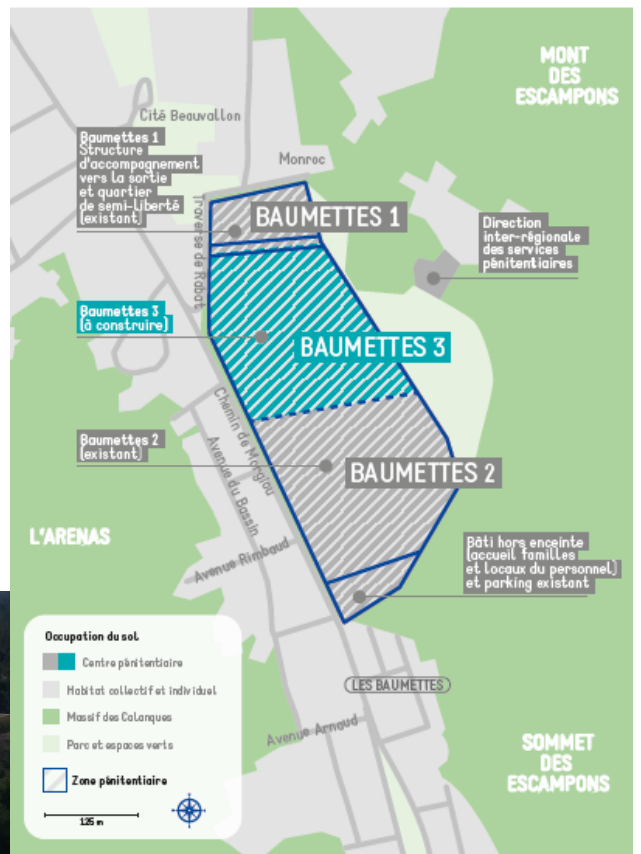 MONT
DES
ESCAMPONS
Cité Beauvallon
Baumettes 1
Structure
d'accompagnement
vers la sortie
et quartier
de semi-liberté
(existant)
Monroc
Traverse de Rabat
BAUMETTES 1
Direction
inter-régionale
des services
pénitentiaires
Baumettes 3
(à construire)
BAUMETTES 3
Chemin de Morgiou
Baumettes 2
(existant)
BAUMETTES 2
Avenue du Bassin
L'ARENAS
Avenue Rimbaud
Bâti hors enceinte
(accueil familles
et locaux du personnel)
et parking existant
Occupation du sol
Centre pénitentiaire
Habitat collectif et individuel
Massif des Calanques
Parc et espaces verts
Zone pénitentiaire
125 m
LES BAUMETTES
Avenue Arnaud
SOMMET
DES
ESCAMPONS